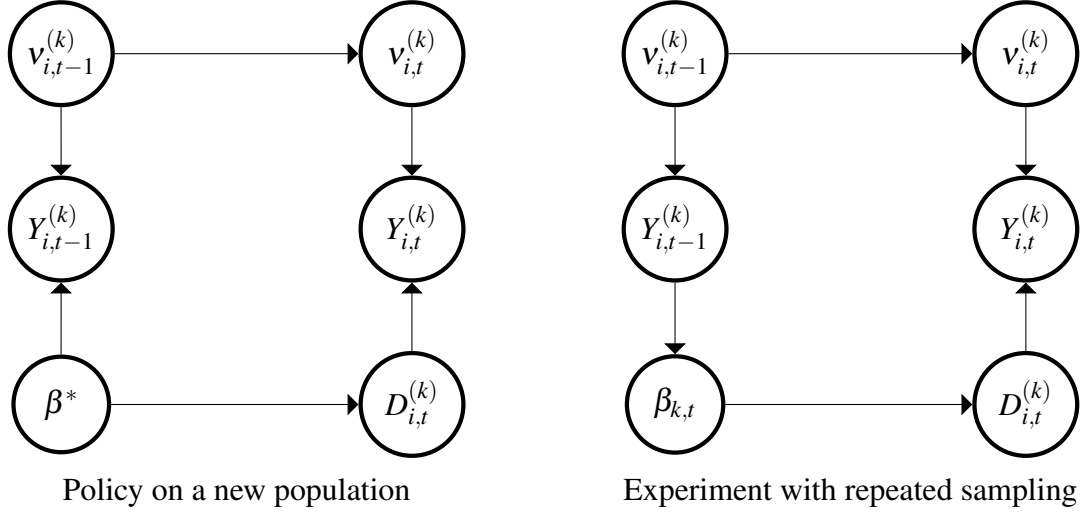 ν_{i,t−1}^{(k)} ν_{i,t}^{(k)} ν_{i,t−1}^{(k)} ν_{i,t}^{(k)}
Y_{i,t−1}^{(k)} Y_{i,t}^{(k)} Y_{i,t−1}^{(k)} Y_{i,t}^{(k)}
β* D_{i,t}^{(k)} β_{k,t} D_{i,t}^{(k)}
Policy on a new population Experiment with repeated sampling